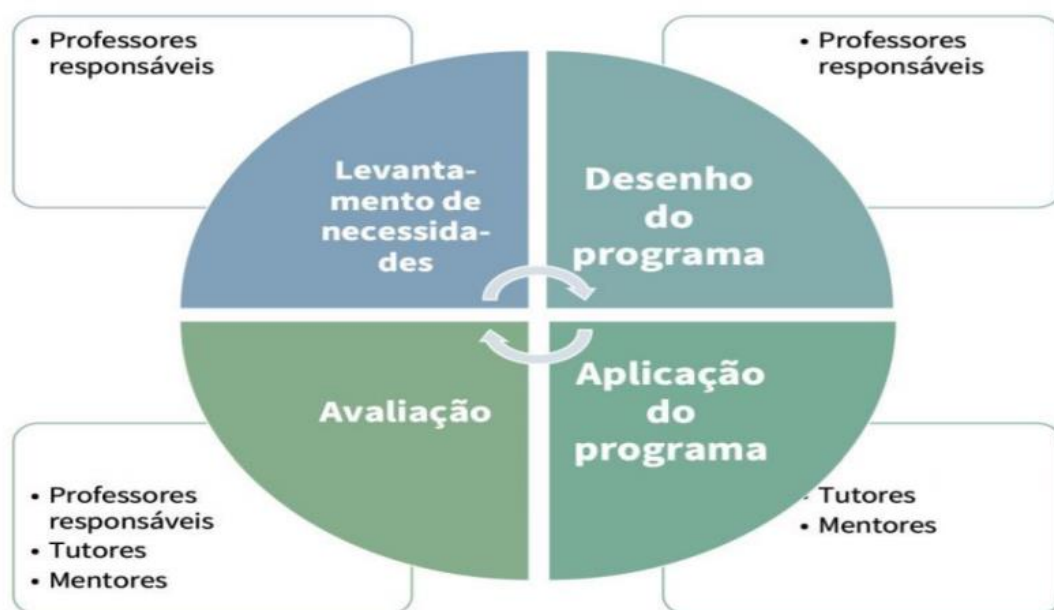 • Professores
responsáveis
• Professores
responsáveis
Levanta-
mento de
necessida-
des
Desenho
do
programa
Avaliação
Aplicação
do
programa
• Professores
responsáveis
• Tutores
• Mentores
• Tutores
• Mentores